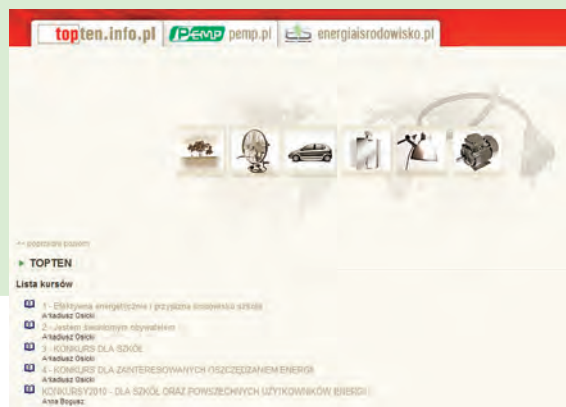 topten.info.pl PEMP pemp.pl energiaisrodowisko.pl
<< poprzedni poziom
TOPTEN
Lista kursów
1 - Efektywna energetycznie i przyjazna środowisku szkoła
Arkadiusz Osicki
2 - Jestem świadomym obywatelem
Arkadiusz Osicki
3 - KONKURS DLA SZKÓŁ
Arkadiusz Osicki
4 - KONKURS DLA ZAINTERESOWANYCH OSZCZĘDZANIEM ENERGII
Arkadiusz Osicki
KONKURSY2010 - DLA SZKÓŁ ORAZ POWSZECHNYCH UŻYTKOWNIKÓW ENERGII
Anna Bogusz